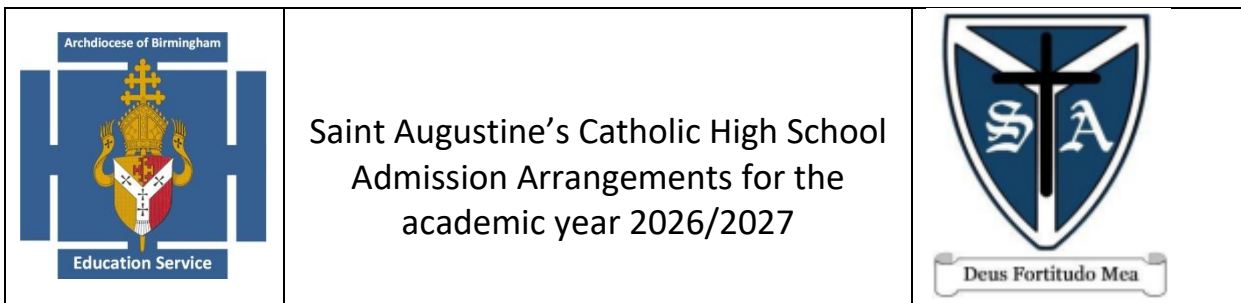 Archdiocese of Birmingham
Education Service
Saint Augustine’s Catholic High School
Admission Arrangements for the
academic year 2026/2027
S A
Deus Fortitudo Mea